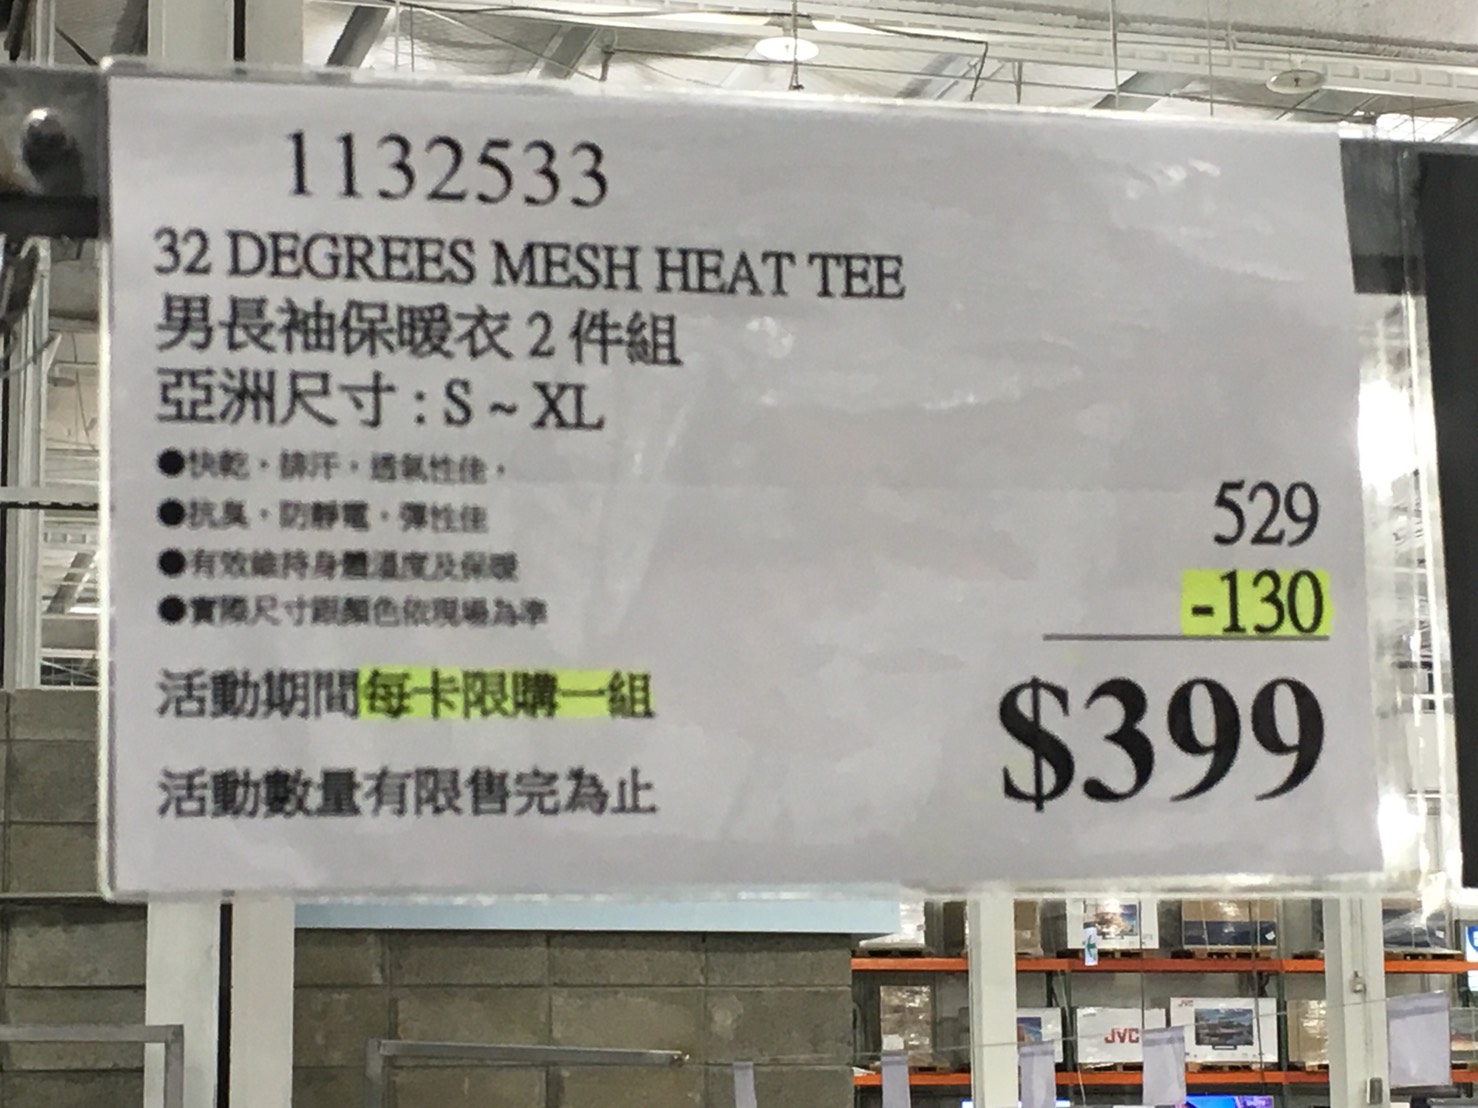 1132533
32 DEGREES MESH HEAT TEE
男長袖保暖衣 2 件組
亞洲尺寸 : S ~ XL
●快乾，排汗，透氣性佳，
●抗臭，防靜電，彈性佳
●有效維持身體溫度及保暖
●實際尺寸跟顏色依現場為準
529
-130
$399
活動期間每卡限購一組
活動數量有限售完為止
JVC
JVC